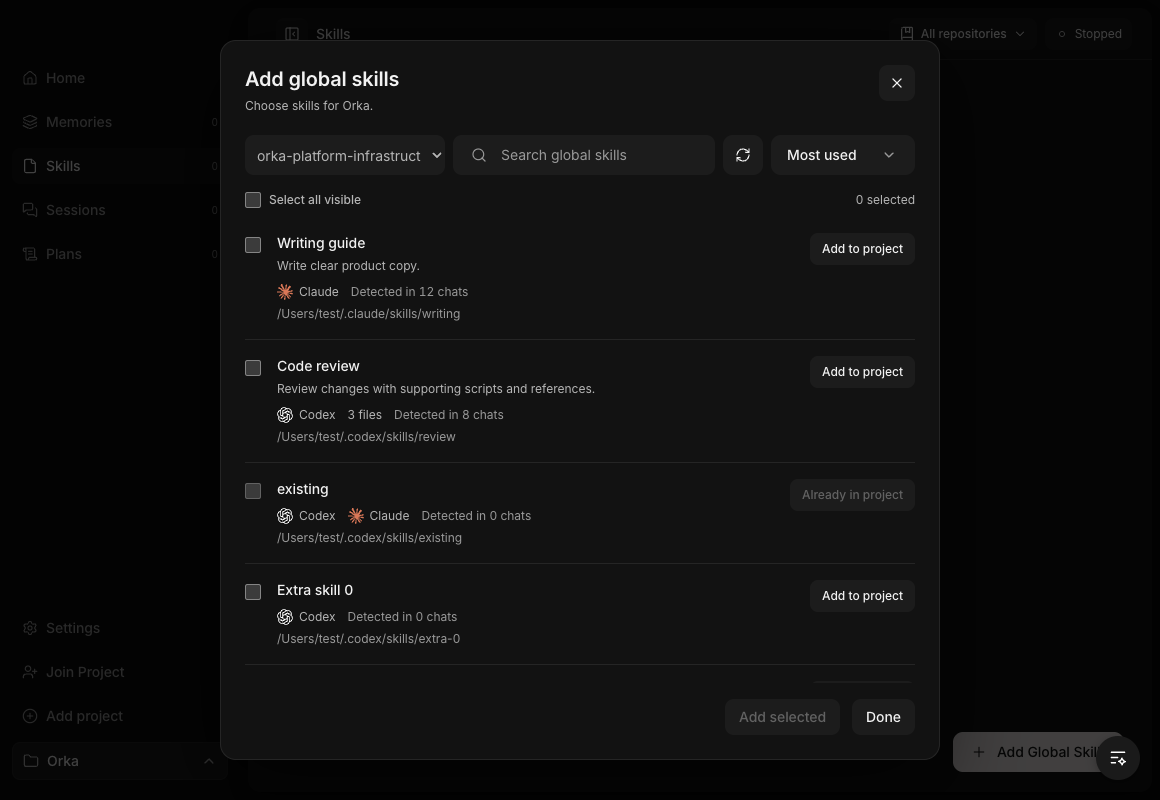 Skills
All repositories
Stopped
Home
Memories 0
Skills 0
Sessions 0
Plans 0
Settings
Join Project
Add project
Orka
Add global skills
Choose skills for Orka.
orka-platform-infrastruct
Search global skills
Most used
Select all visible
0 selected
Writing guide
Add to project
Write clear product copy.
Claude Detected in 12 chats
/Users/test/.claude/skills/writing
Code review
Add to project
Review changes with supporting scripts and references.
Codex 3 files Detected in 8 chats
/Users/test/.codex/skills/review
existing
Already in project
Codex Claude Detected in 0 chats
/Users/test/.codex/skills/existing
Extra skill 0
Add to project
Codex Detected in 0 chats
/Users/test/.codex/skills/extra-0
Add selected
Done
Add Global Skil